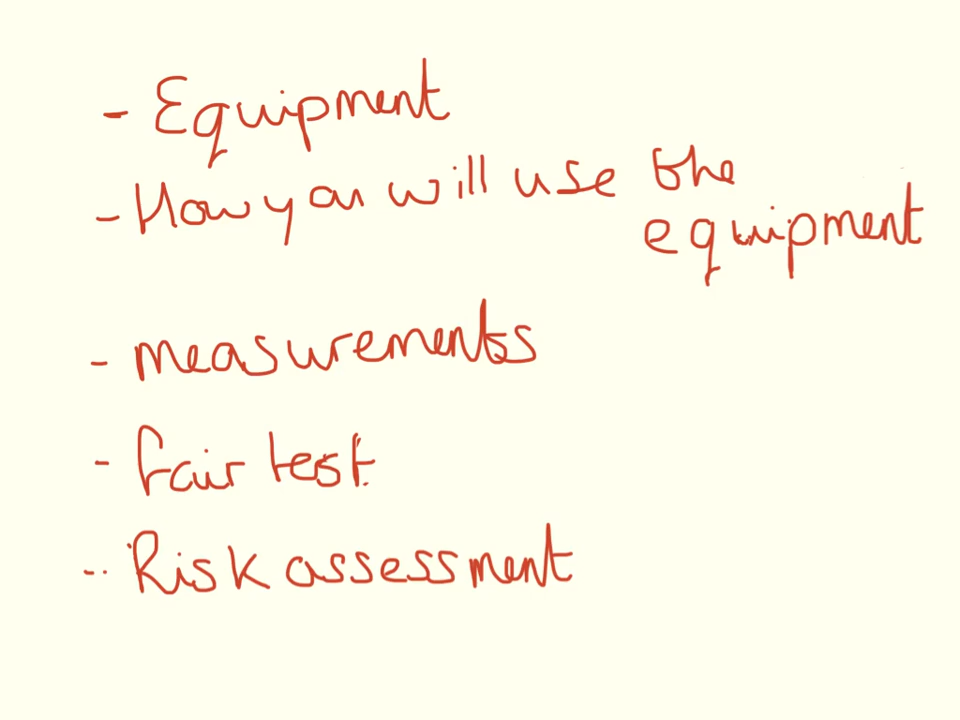 - Equipment
- How you will use the
equipment
- measurements
- fair test
- Risk assessment